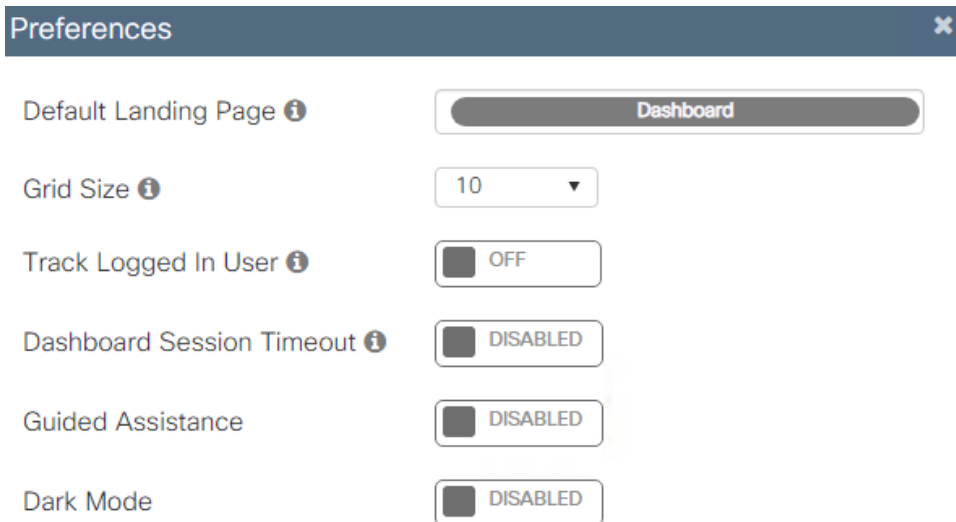 Preferences
Default Landing Page Dashboard
Grid Size 10
Track Logged In User OFF
Dashboard Session Timeout DISABLED
Guided Assistance DISABLED
Dark Mode DISABLED